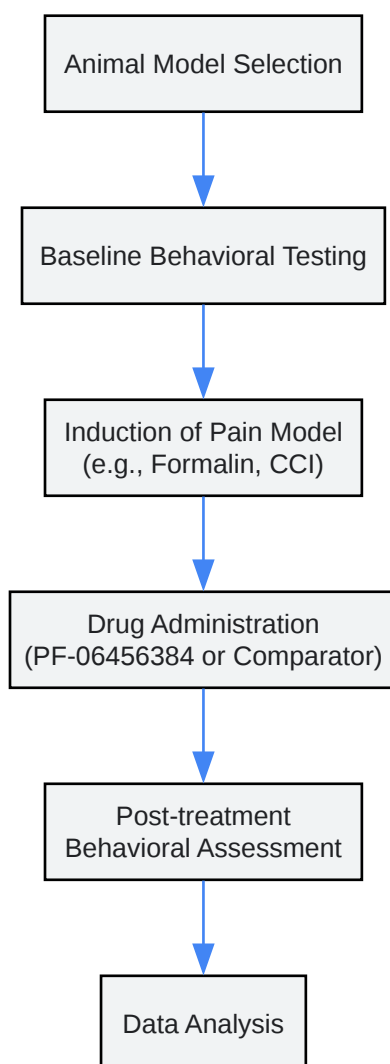 Animal Model Selection
Baseline Behavioral Testing
Induction of Pain Model
(e.g., Formalin, CCI)
Drug Administration
(PF-06456384 or Comparator)
Post-treatment
Behavioral Assessment
Data Analysis